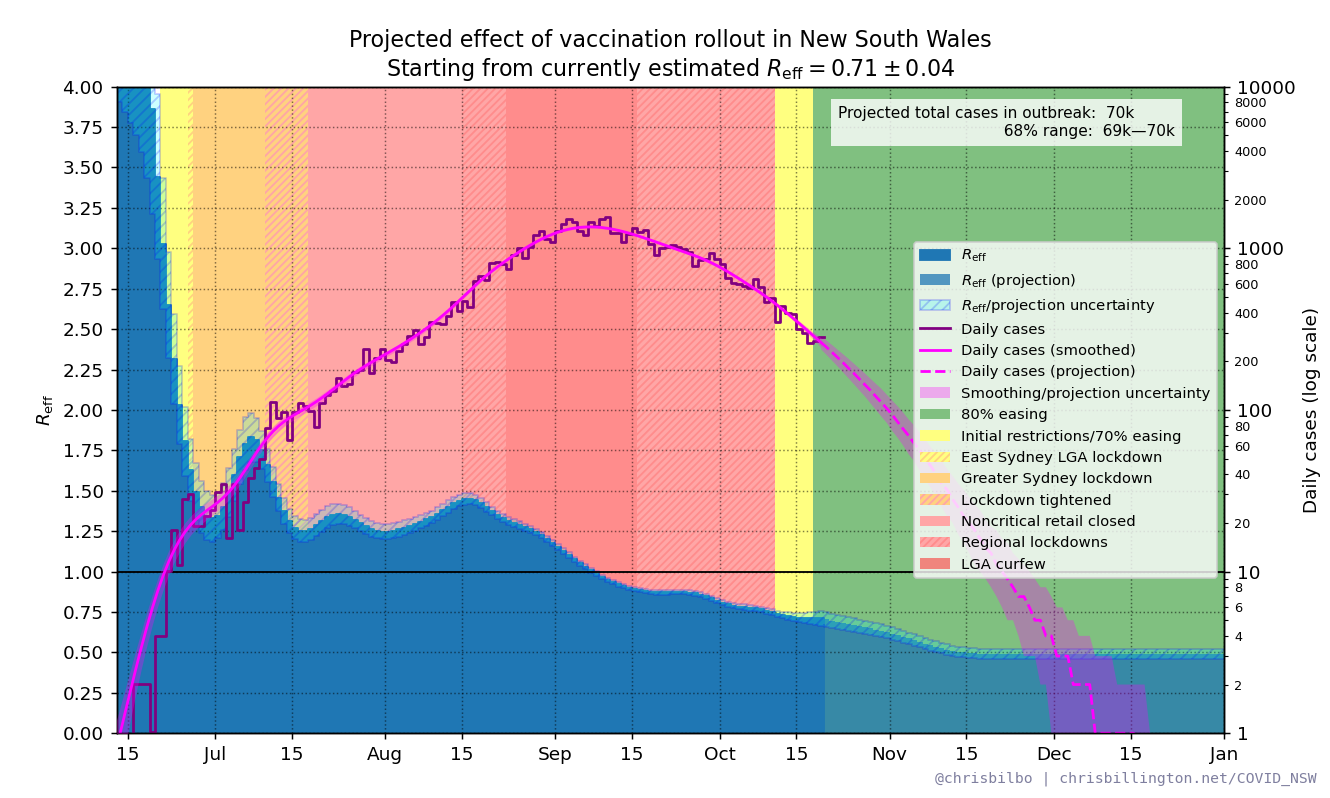 Projected effect of vaccination rollout in New South Wales
Starting from currently estimated R_eff = 0.71 ± 0.04
Projected total cases in outbreak: 70k
68% range: 69k—70k
4.00
3.75
3.50
3.25
3.00
2.75
2.50
2.25
2.00
1.75
1.50
1.25
1.00
0.75
0.50
0.25
0.00
R_eff
10000
8000
6000
4000
2000
1000
800
600
400
200
100
80
60
40
20
10
8
6
4
2
1
Daily cases (log scale)
R_eff
R_eff (projection)
R_eff/projection uncertainty
Daily cases
Daily cases (smoothed)
Daily cases (projection)
Smoothing/projection uncertainty
80% easing
Initial restrictions/70% easing
East Sydney LGA lockdown
Greater Sydney lockdown
Lockdown tightened
Noncritical retail closed
Regional lockdowns
LGA curfew
15 Jul 15 Aug 15 Sep 15 Oct 15 Nov 15 Dec 15 Jan
@chrisbilbo | chrisbillington.net/COVID_NSW